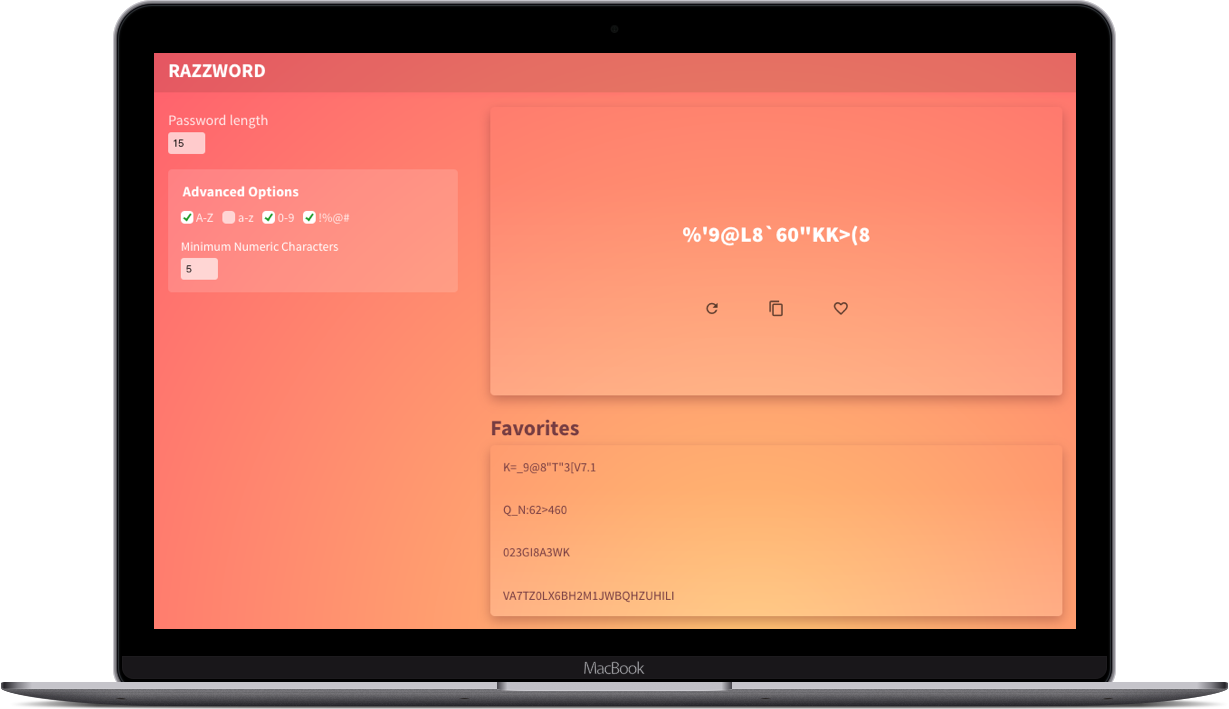 RAZZWORD
Password length
15
Advanced Options
A-Z a-z 0-9 !%@#
Minimum Numeric Characters
5
%'9@L8`60"KK>(8
Favorites
K=_9@8"T"3[V7.1
Q_N:62>460
023GI8A3WK
VA7TZ0LX6BH2M1JWBQHZUHILI
MacBook